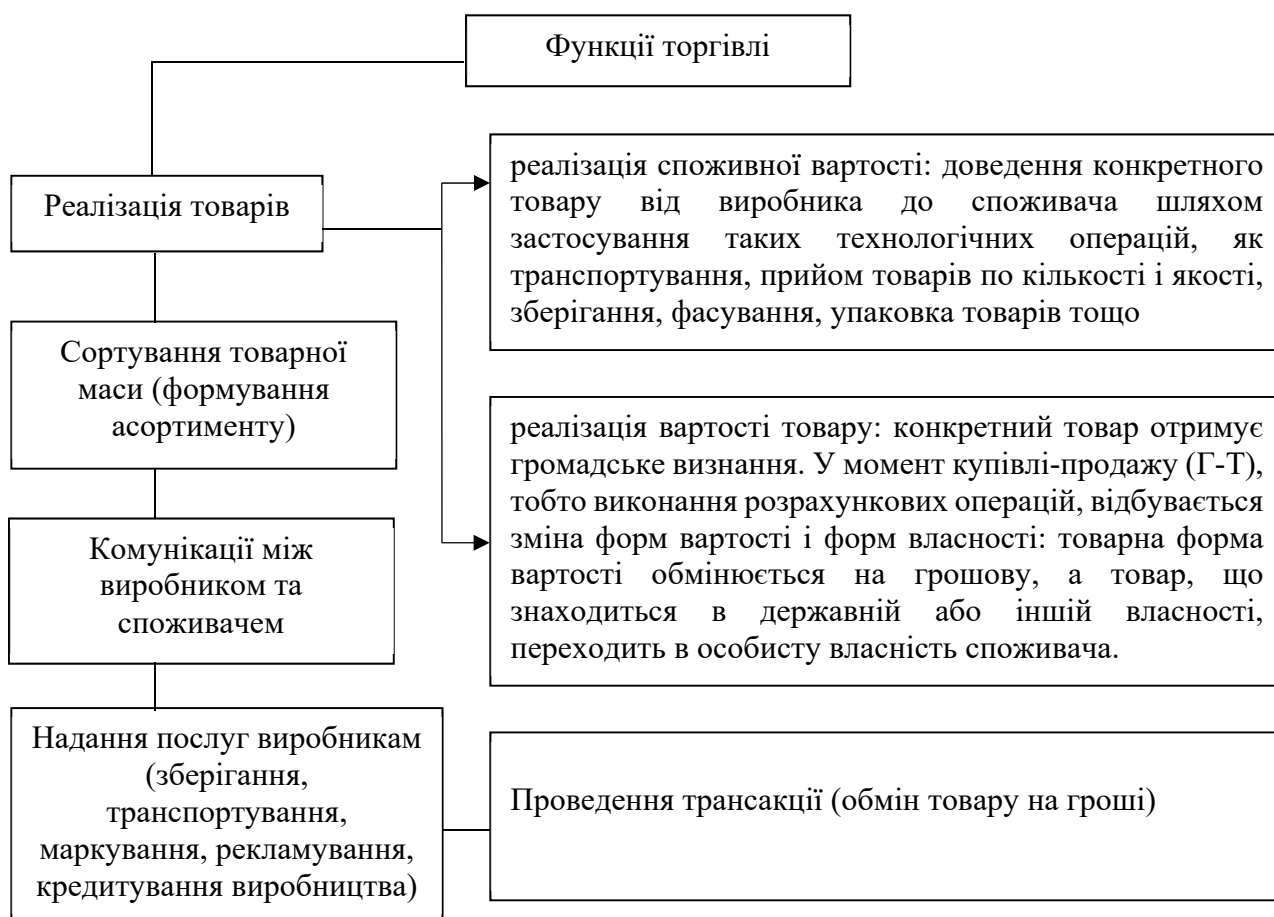 Функції торгівлі
Реалізація товарів
реалізація споживної вартості: доведення конкретного
товару від виробника до споживача шляхом
застосування таких технологічних операцій, як
транспортування, прийом товарів по кількості і якості,
зберігання, фасування, упаковка товарів тощо
Сортування товарної
маси (формування
асортименту)
реалізація вартості товару: конкретний товар отримує
громадське визнання. У момент купівлі-продажу (Г-Т),
тобто виконання розрахункових операцій, відбувається
зміна форм вартості і форм власності: товарна форма
вартості обмінюється на грошову, а товар, що
знаходиться в державній або іншій власності,
переходить в особисту власність споживача.
Комунікації між
виробником та
споживачем
Надання послуг виробникам
(зберігання,
транспортування,
маркування, рекламування,
кредитування виробництва)
Проведення трансакції (обмін товару на гроші)